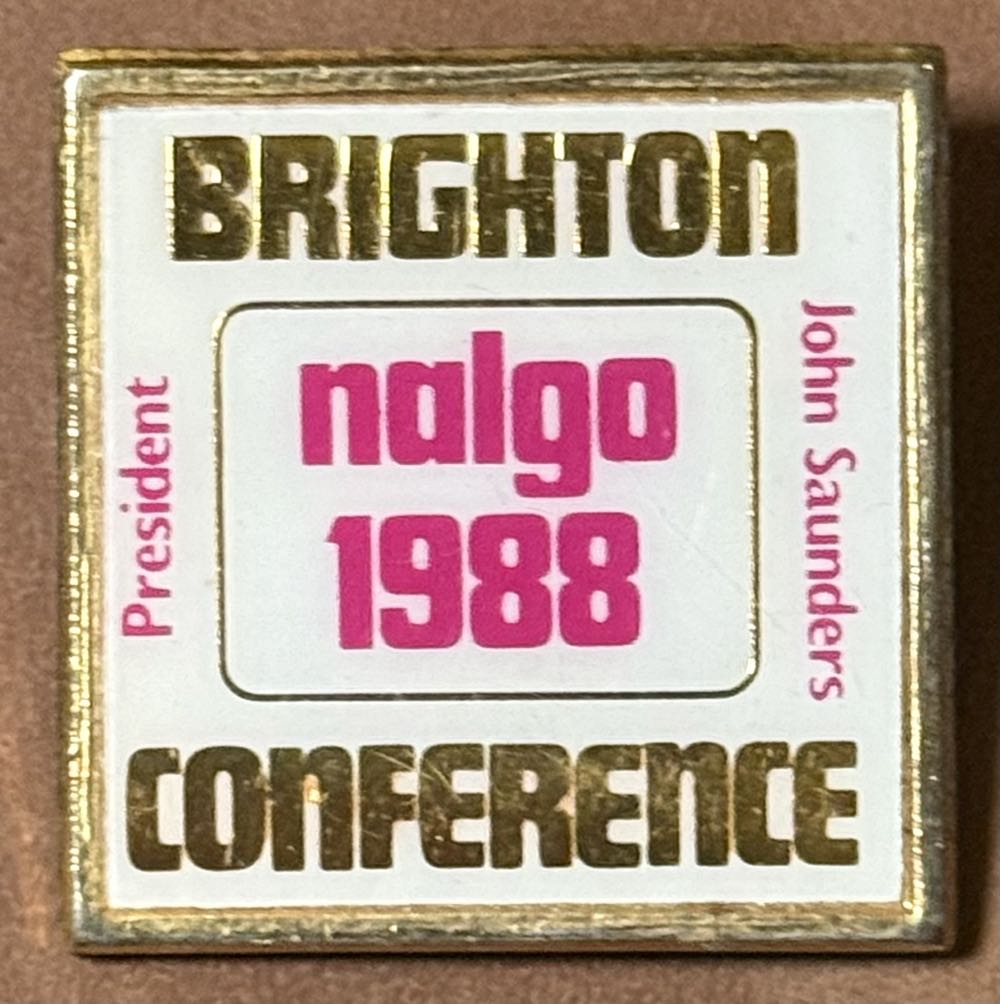 BRIGHTON
President
nalgo
1988
John Saunders
CONFERENCE